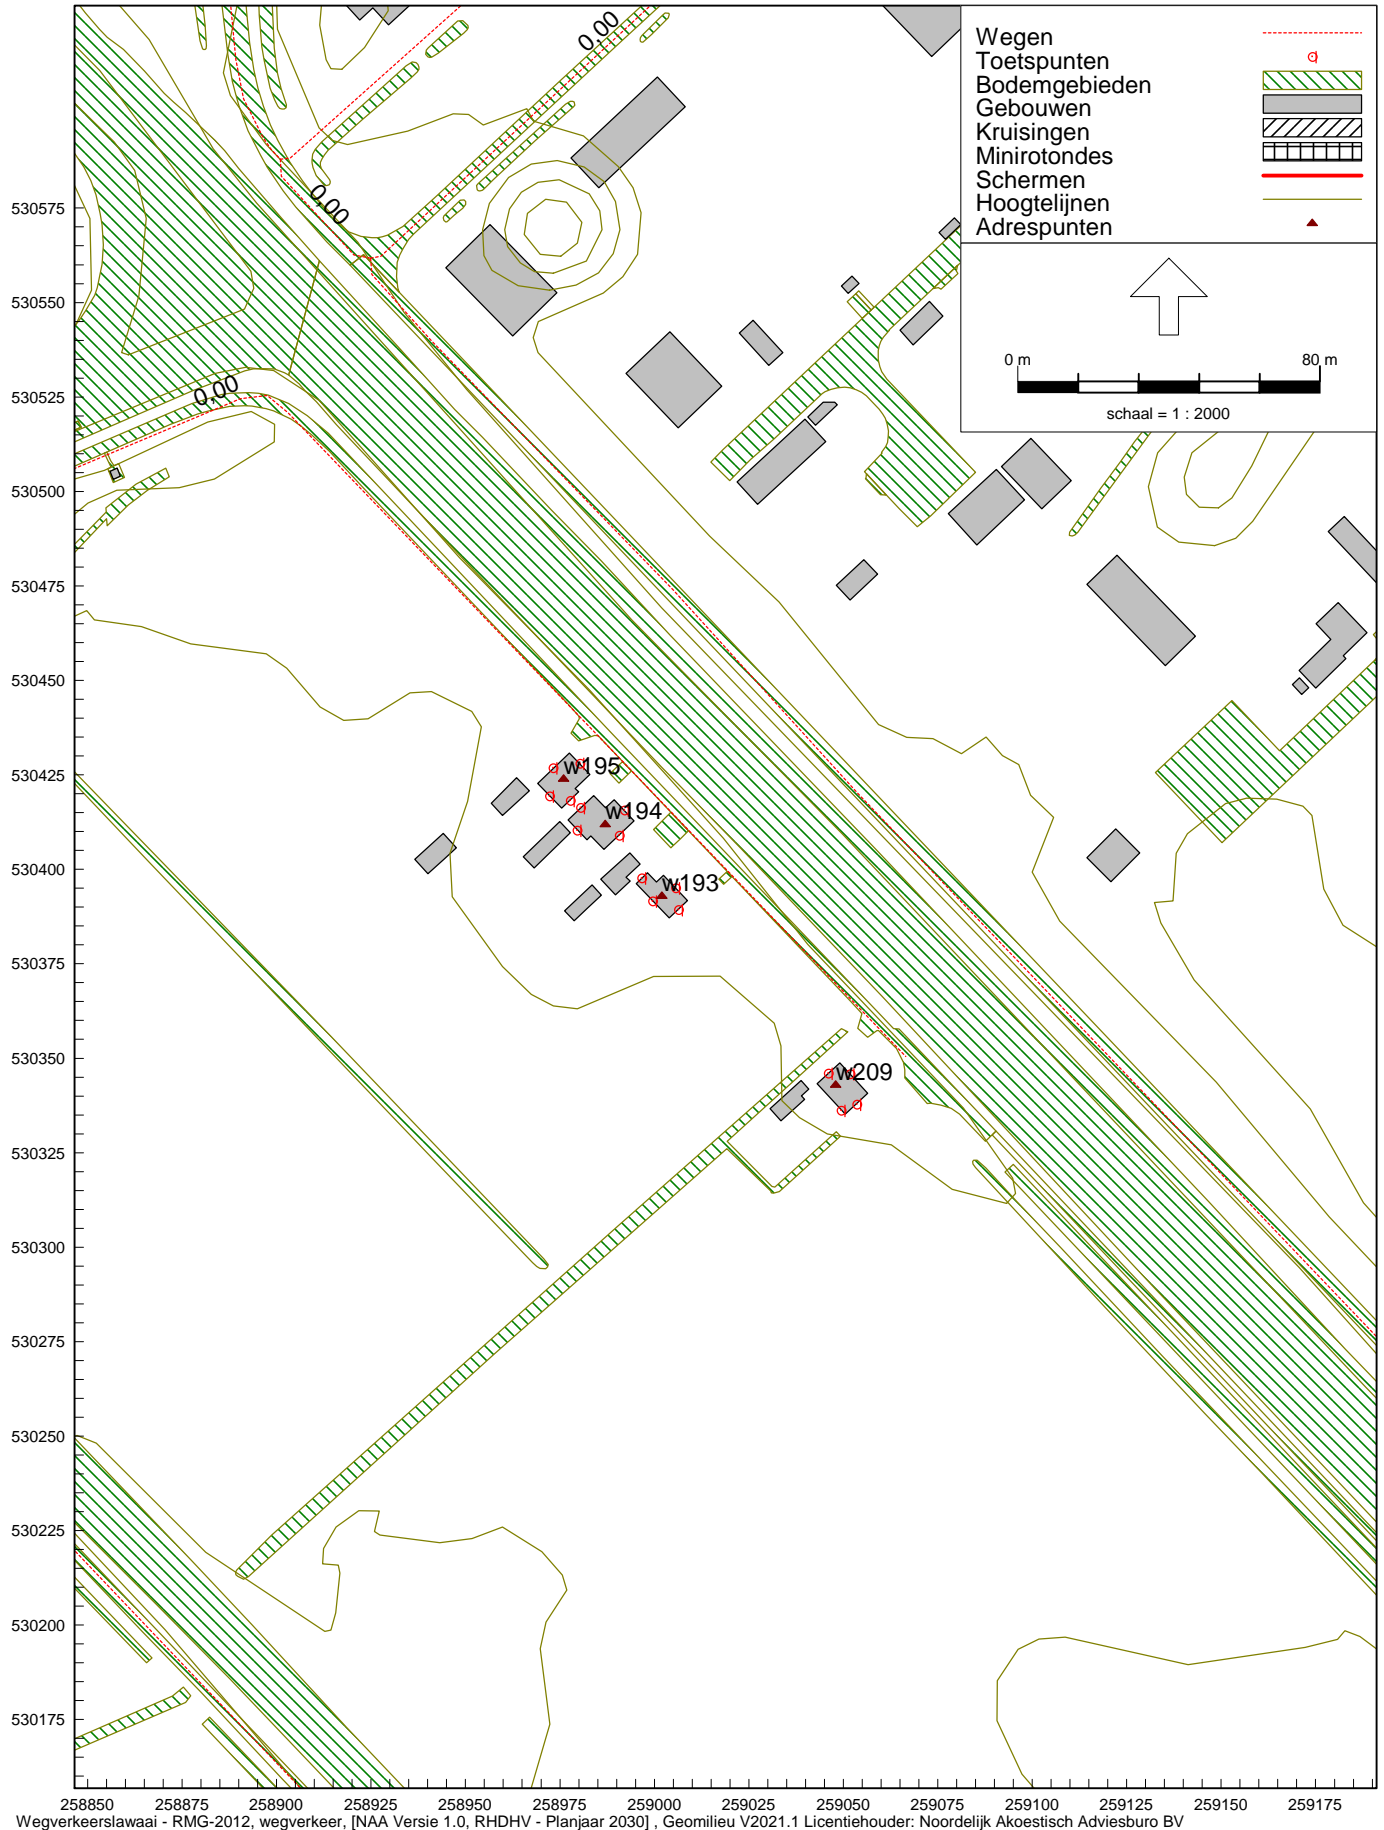 0,00
Wegen
Toetspunten
Bodemgebieden
Gebouwen
Kruisingen
Minirotondes
Schermen
Hoogtelijnen
Adrespunten
0,00
530575
530550
0 m 80 m
schaal = 1 : 2000
0,00
530525
530500
530475
530450
w195
530425
w194
530400
w193
530375
530350
w209
530325
530300
530275
530250
530225
530200
530175
258850 258875 258900 258925 258950 258975 259000 259025 259050 259075 259100 259125 259150 259175
Wegverkeerslawaai - RMG-2012, wegverkeer, [NAA Versie 1.0, RHDHV - Planjaar 2030] , Geomilieu V2021.1 Licentiehouder: Noordelijk Akoestisch Adviesburo BV